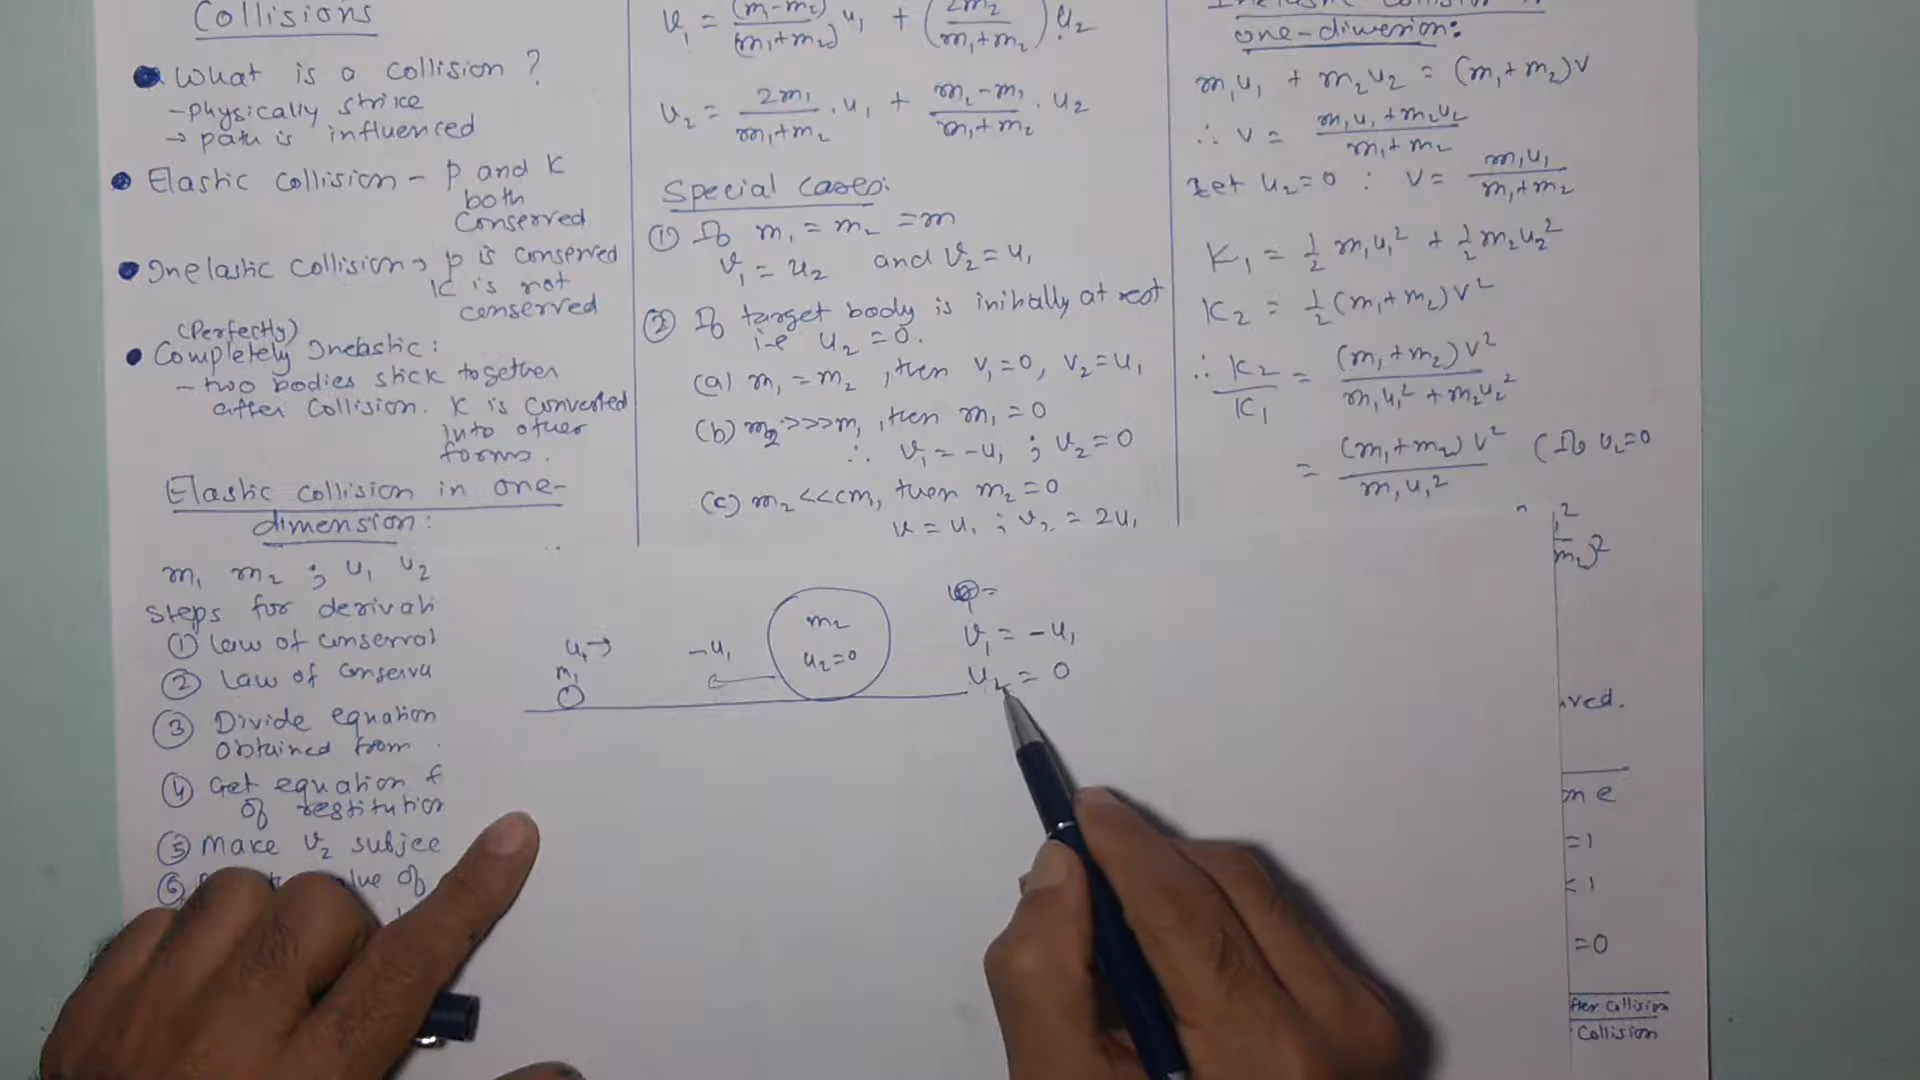 Collisions
• What is a collision ?
- physically strike
→ path is influenced
• Elastic collision - p and K
both
conserved
• Inelastic collision → p is conserved
K is not
conserved
(Perfectly)
• Completely Inelastic :
- two bodies stick together
after collision. K is converted
into other
forms.
Elastic collision in one-
dimension :
m₁ m₂ ; u₁ u₂
Steps for derivati
① law of conserval
② law of conserva
③ Divide equation
obtained from
④ Get equation f
of restitution
⑤ Make v₂ subjec
⑥ value of
v₁ = (m₁-m₂)/(m₁+m₂) u₁ + (2m₂/m₁+m₂) u₂
v₂ = 2m₁/m₁+m₂ . u₁ + m₂-m₁/m₁+m₂ . u₂
Special cases:
① If m₁ = m₂ = m
v₁ = u₂ and v₂ = u₁
② If target body is initially at rest
i-e u₂ = 0.
(a) m₁ = m₂ , then v₁=0, v₂=u₁
(b) m₂>>>m₁ , then m₁ = 0
∴ v₁ = -u₁ ; v₂ = 0
(c) m₂ <<<m₁, then m₂ = 0
v = u₁ ; v₂ = 2u₁
one-dimension:
m₁u₁ + m₂u₂ = (m₁+m₂)v
∴ v = m₁u₁+m₂u₂/m₁+m₂
Let u₂=0 : v = m₁u₁/m₁+m₂
K₁ = ½ m₁u₁² + ½ m₂u₂²
K₂ = ½ (m₁+m₂) v²
∴ K₂/K₁ = (m₁+m₂)v²/m₁u₁²+m₂u₂²
= (m₁+m₂) v²/m₁u₁² (If u₂=0
u₁→
m₁
-u₁
m₂
u₂=0
v₁ = -u₁
v₂ = 0
ved.
=1
<1
=0
fter collision
Collision